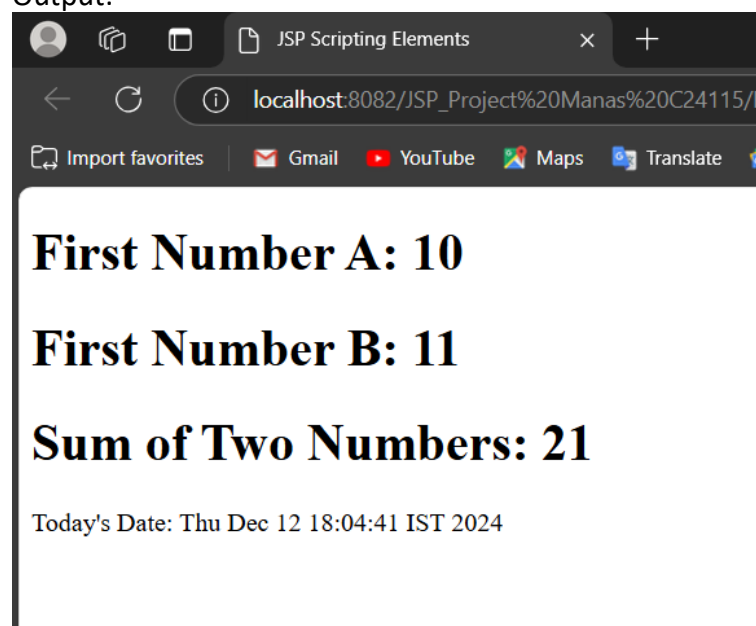 Output:
JSP Scripting Elements
localhost:8082/JSP_Project%20Manas%20C24115/
Import favorites Gmail YouTube Maps Translate
First Number A: 10
First Number B: 11
Sum of Two Numbers: 21
Today's Date: Thu Dec 12 18:04:41 IST 2024